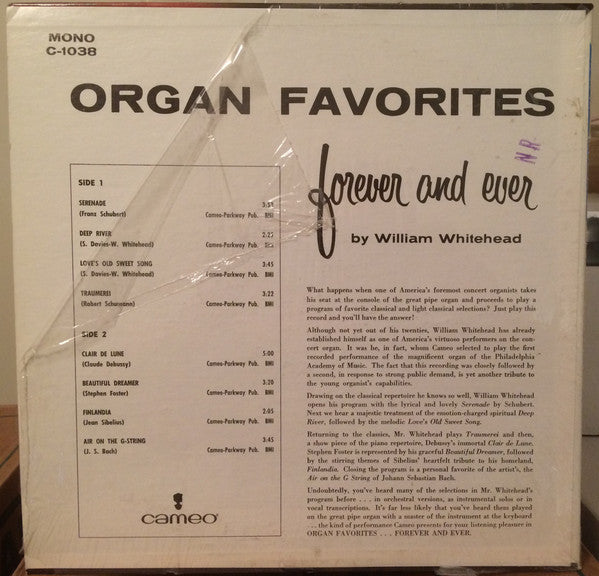 MONO
C-1038
ORGAN FAVORITES
N.R.
forever and ever
by William Whitehead
SIDE 1
SERENADE
(Franz Schubert) Cameo-Parkway Pub. BMI
DEEP RIVER 2:27
(S. Davies-W. Whitehead) Cameo-Parkway Pub.
LOVE'S OLD SWEET SONG 3:45
(S. Davies-W. Whitehead) Cameo-Parkway Pub. BMI
TRAUMEREI 3:22
(Robert Schumann) Cameo-Parkway Pub. BMI
SIDE 2
CLAIR DE LUNE 5:00
(Claude Debussy) Cameo-Parkway Pub. BMI
BEAUTIFUL DREAMER 3:20
(Stephen Foster) Cameo-Parkway Pub. BMI
FINLANDIA 2:05
(Jean Sibelius) Cameo-Parkway Pub. BMI
AIR ON THE G-STRING 3:45
(J. S. Bach) Cameo-Parkway Pub. BMI
cameo
What happens when one of America's foremost concert organists takes
his seat at the console of the great pipe organ and proceeds to play a
program of favorite classical and light classical selections? Just play this
record and you'll have the answer!
Although not yet out of his twenties, William Whitehead has already
established himself as one of America's virtuoso performers on the con-
cert organ. It was he, in fact, whom Cameo selected to play the first
recorded performance of the magnificent organ of the Philadelphia
Academy of Music. The fact that this recording was closely followed by
a second, in response to strong public demand, is yet another tribute to
the young organist's capabilities.
Drawing on the classical repertoire he knows so well, William Whitehead
opens his program with the lyrical and lovely Serenade by Schubert.
Next we hear a majestic treatment of the emotion-charged spiritual Deep
River, followed by the melodic Love's Old Sweet Song.
Returning to the classics, Mr. Whitehead plays Traumerei and then,
a show piece of the piano repertoire, Debussy's immortal Clair de Lune.
Stephen Foster is represented by his graceful Beautiful Dreamer, followed
by the stirring themes of Sibelius' heartfelt tribute to his homeland,
Finlandia. Closing the program is a personal favorite of the artist's, the
Air on the G String of Johann Sebastian Bach.
Undoubtedly, you've heard many of the selections in Mr. Whitehead's
program before . . . in orchestral versions, as instrumental solos or in
vocal transcriptions. It's far less likely that you've heard them played
on the great pipe organ with a master of the instrument at the keyboard
. . . the kind of performance Cameo presents for your listening pleasure in
ORGAN FAVORITES . . . FOREVER AND EVER.